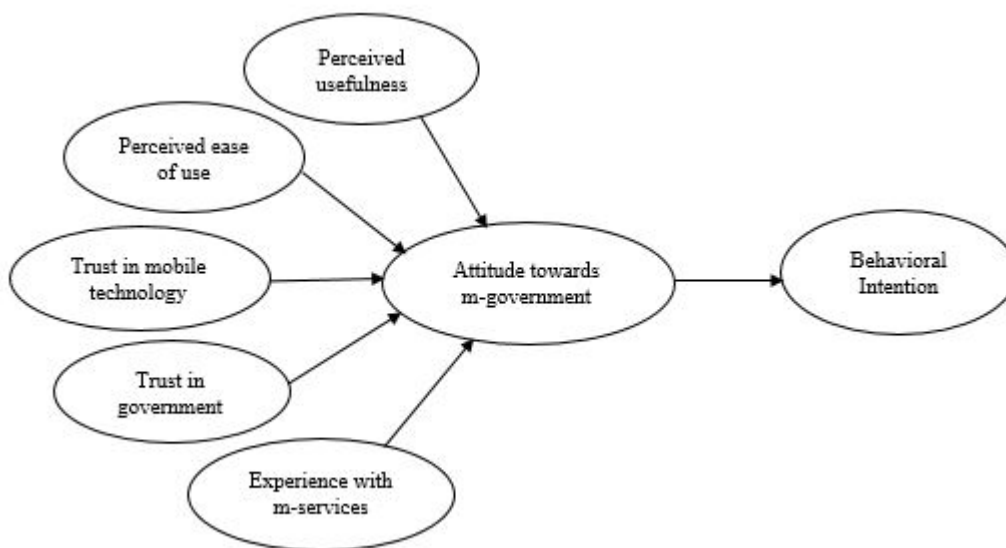 Perceived
usefulness
Perceived ease
of use
Trust in mobile
technology
Attitude towards
m-government
Behavioral
Intention
Trust in
government
Experience with
m-services